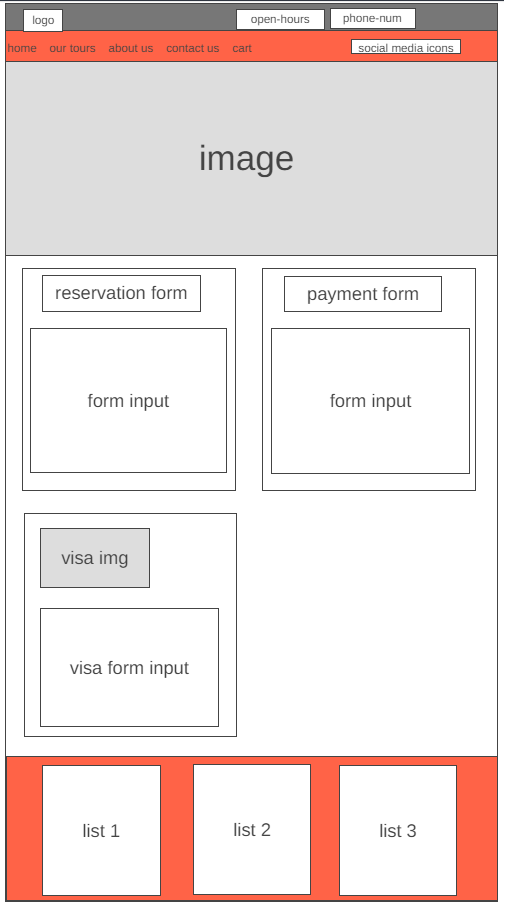 logo
open-hours
phone-num
home our tours about us contact us cart
social media icons
image
reservation form
form input
payment form
form input
visa img
visa form input
list 1
list 2
list 3